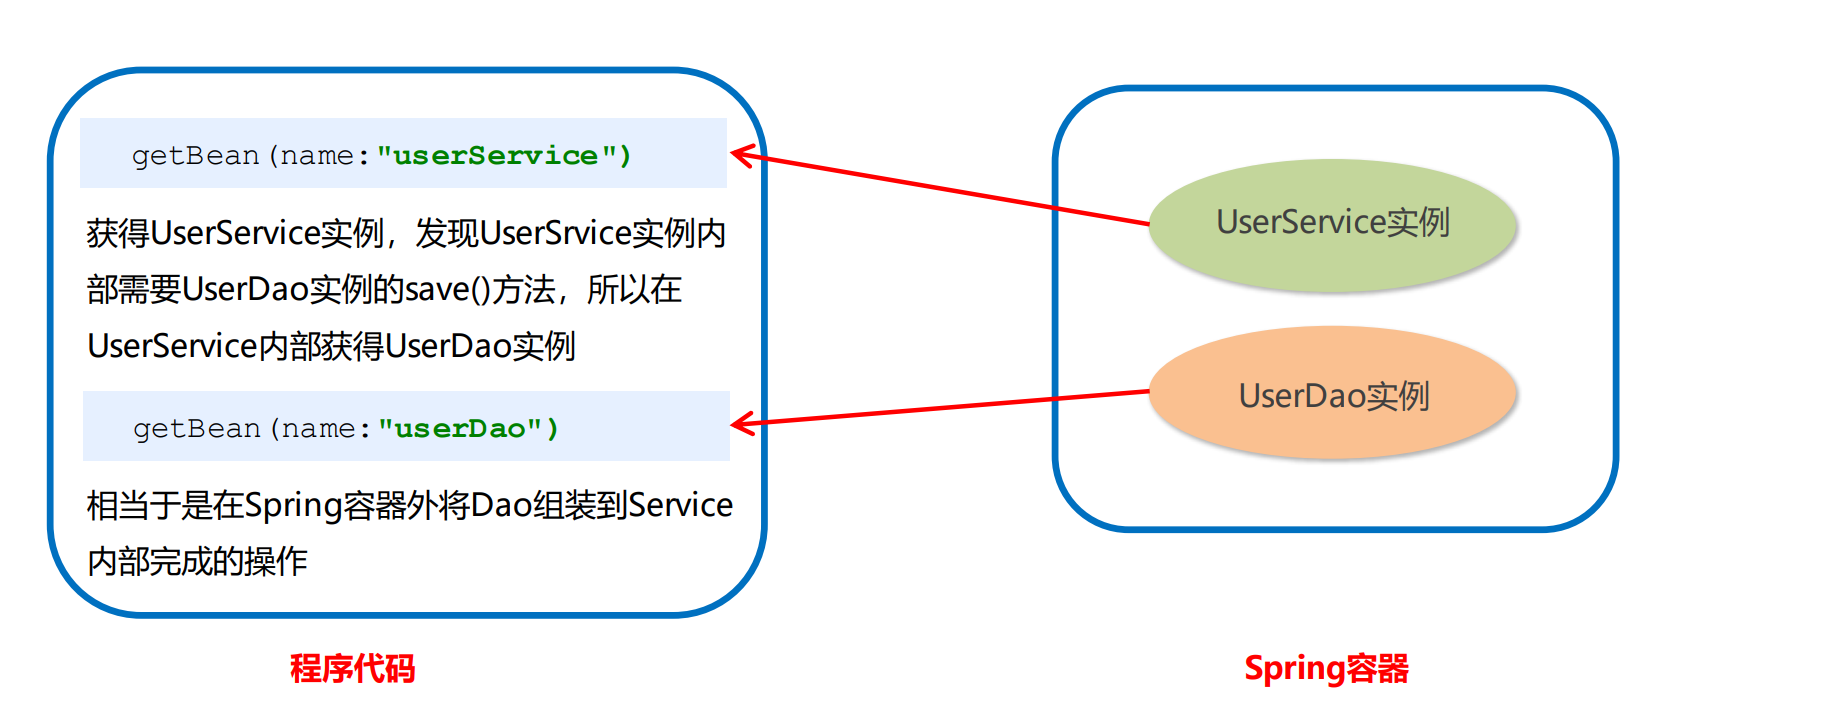 getBean(name:"userService")
获得UserService实例，发现UserSrvice实例内
部需要UserDao实例的save()方法，所以在
UserService内部获得UserDao实例
getBean(name:"userDao")
相当于是在Spring容器外将Dao组装到Service
内部完成的操作
程序代码
UserService实例
UserDao实例
Spring容器